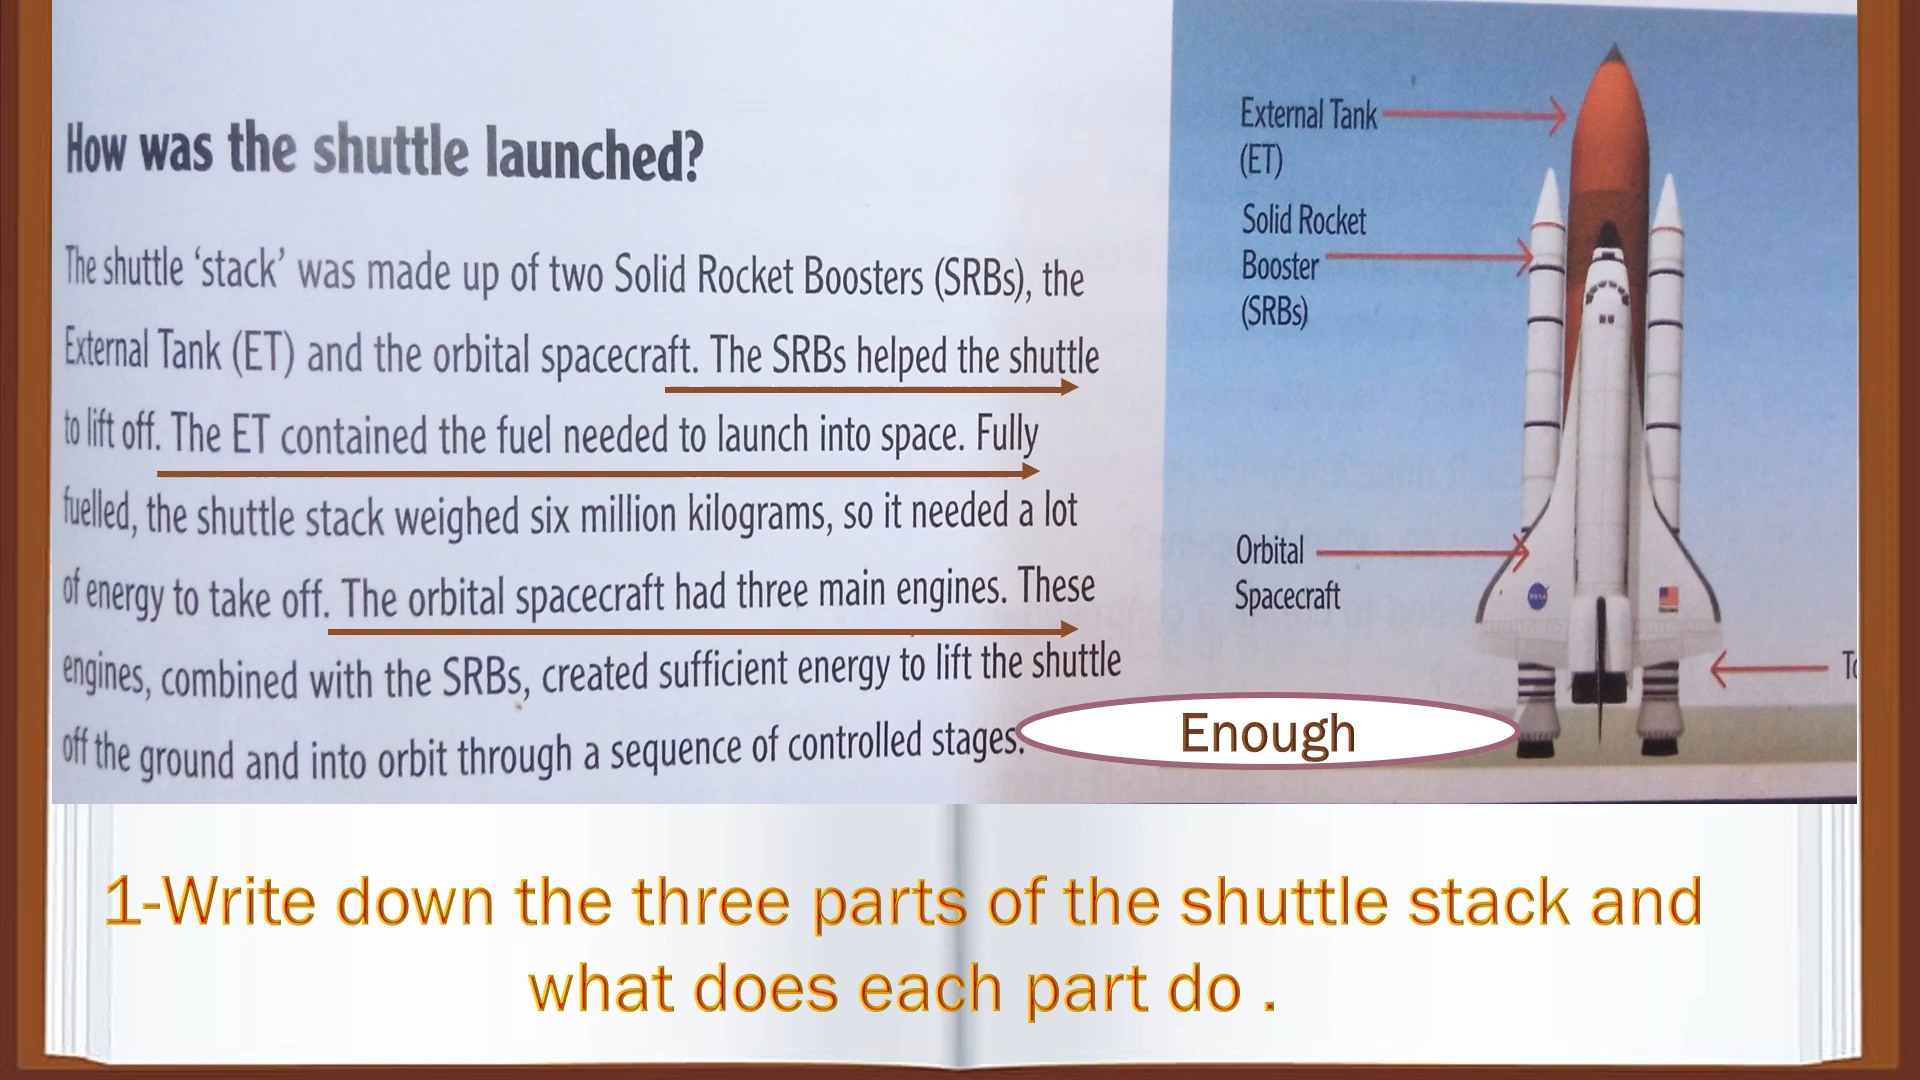 How was the shuttle launched?
The shuttle ‘stack’ was made up of two Solid Rocket Boosters (SRBs), the
External Tank (ET) and the orbital spacecraft. The SRBs helped the shuttle
to lift off. The ET contained the fuel needed to launch into space. Fully
fuelled, the shuttle stack weighed six million kilograms, so it needed a lot
of energy to take off. The orbital spacecraft had three main engines. These
engines, combined with the SRBs, created sufficient energy to lift the shuttle
off the ground and into orbit through a sequence of controlled stages.
Enough
External Tank
(ET)
Solid Rocket
Booster
(SRBs)
Orbital
Spacecraft
1-Write down the three parts of the shuttle stack and
what does each part do .